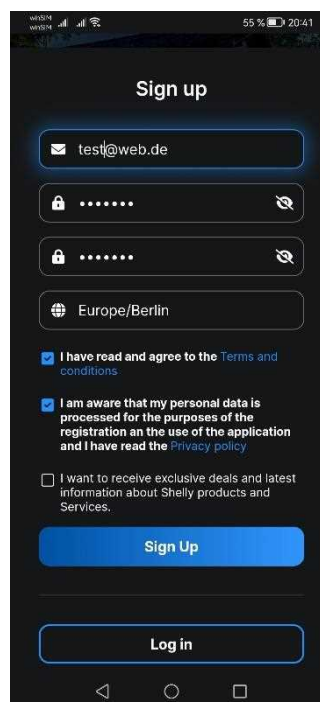 winSIM
winSIM
55 % 20:41
Sign up
test@web.de
•••••••
•••••••
Europe/Berlin
I have read and agree to the Terms and
conditions
I am aware that my personal data is
processed for the purposes of the
registration an the use of the application
and I have read the Privacy policy
I want to receive exclusive deals and latest
information about Shelly products and
Services.
Sign Up
Log in